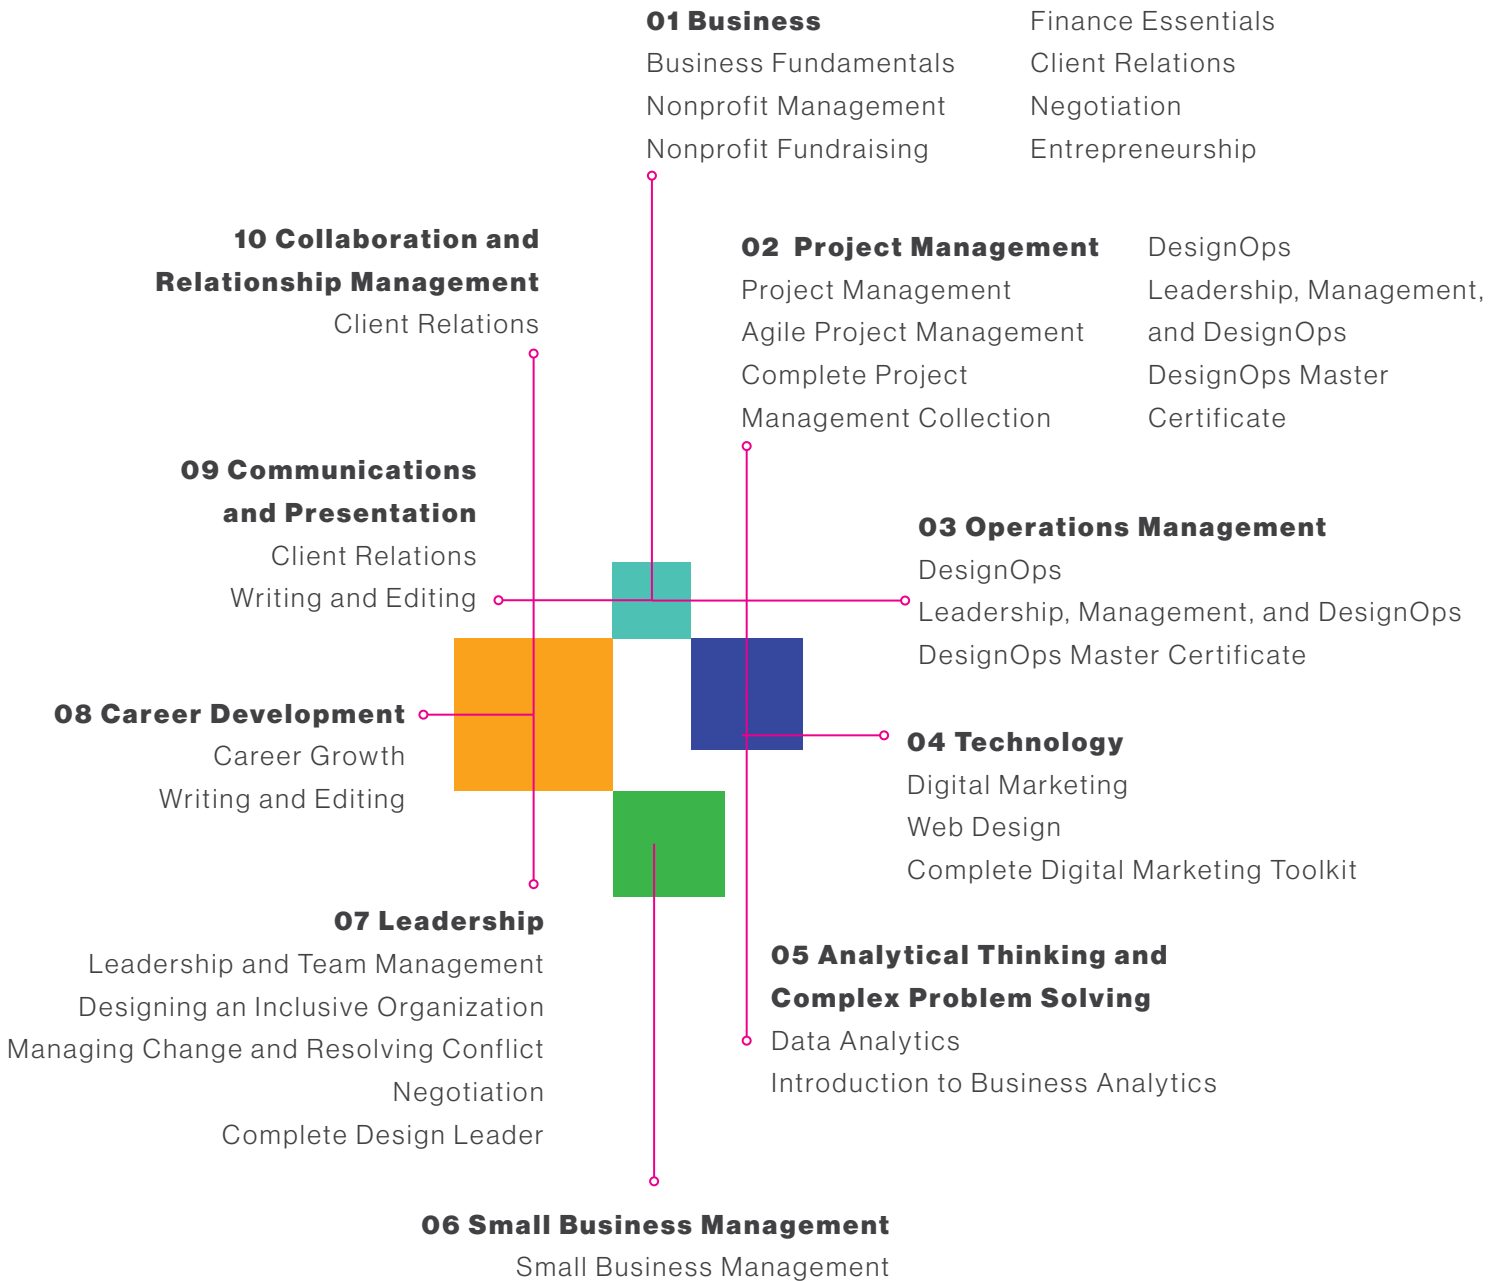 01 Business
Business Fundamentals
Nonprofit Management
Nonprofit Fundraising
Finance Essentials
Client Relations
Negotiation
Entrepreneurship
02 Project Management
Project Management
Agile Project Management
Complete Project
Management Collection
DesignOps
Leadership, Management,
and DesignOps
DesignOps Master
Certificate
03 Operations Management
DesignOps
Leadership, Management, and DesignOps
DesignOps Master Certificate
04 Technology
Digital Marketing
Web Design
Complete Digital Marketing Toolkit
05 Analytical Thinking and
Complex Problem Solving
Data Analytics
Introduction to Business Analytics
06 Small Business Management
Small Business Management
07 Leadership
Leadership and Team Management
Designing an Inclusive Organization
Managing Change and Resolving Conflict
Negotiation
Complete Design Leader
08 Career Development
Career Growth
Writing and Editing
09 Communications
and Presentation
Client Relations
Writing and Editing
10 Collaboration and
Relationship Management
Client Relations